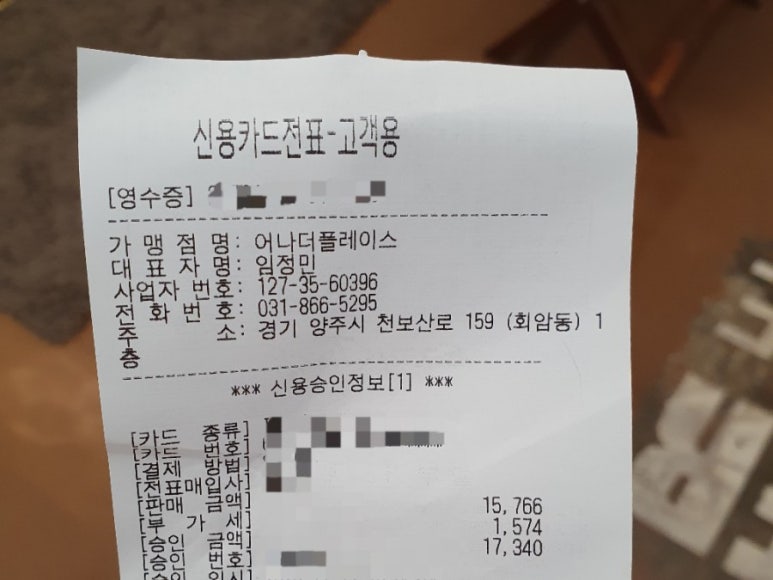 신용카드전표-고객용
[영수증]
가 맹 점 명: 어나더플레이스
대 표 자 명: 임정민
사업자 번호: 127-35-60396
전 화 번 호: 031-866-5295
주 소: 경기 양주시 천보산로 159 (회암동) 1
층
*** 신용승인정보[1] ***
[카드 종류]
[카드 번호]
[결제 방법]
[전표매입사]
[판매 금액] 15,766
[부 가 세] 1,574
[승인 금액] 17,340
[승인 번호]
[승인 일시]